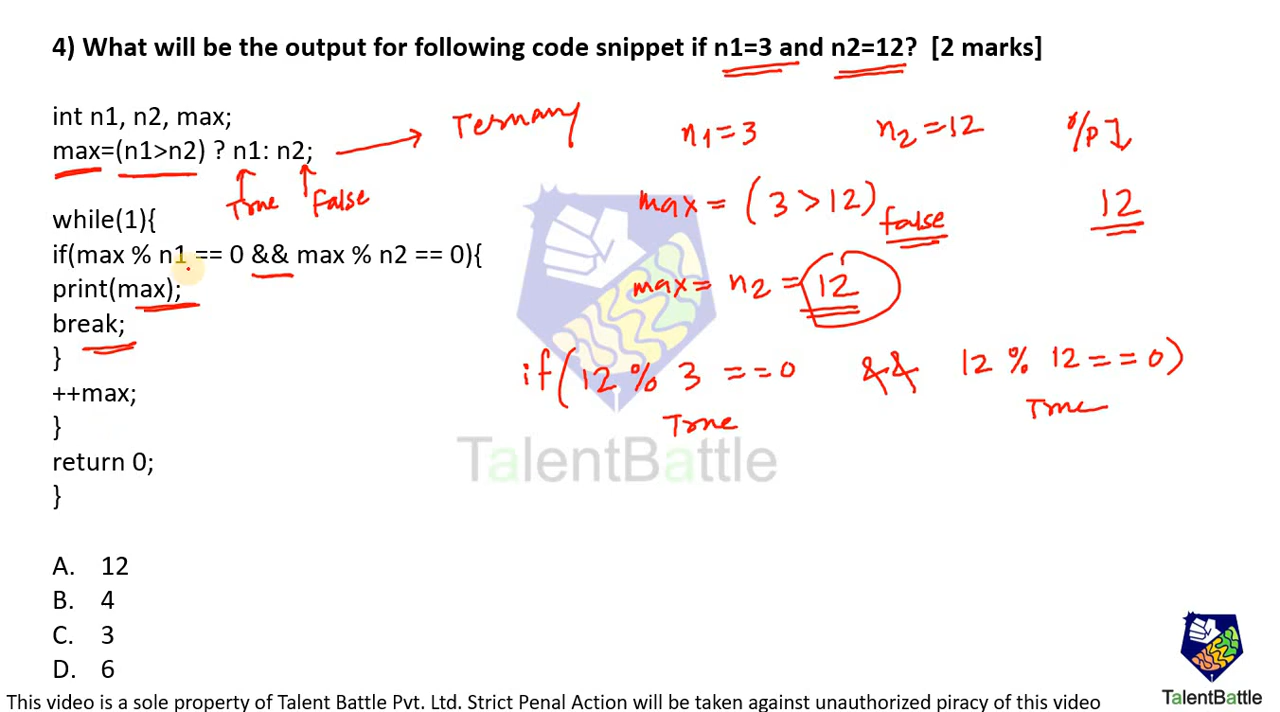 4) What will be the output for following code snippet if n1=3 and n2=12? [2 marks]
int n1, n2, max;
max=(n1>n2) ? n1: n2;
Ternary
n1=3
n2=12
o/p
True
False
max = (3 > 12)
false
12
while(1){
if(max % n1 == 0 && max % n2 == 0){
print(max);
max = n2 = 12
break;
}
if(12 % 3 ==0 && 12 % 12 ==0)
True
True
++max;
}
TalentBattle
return 0;
}
A. 12
B. 4
C. 3
D. 6
TalentBattle
This video is a sole property of Talent Battle Pvt. Ltd. Strict Penal Action will be taken against unauthorized piracy of this video